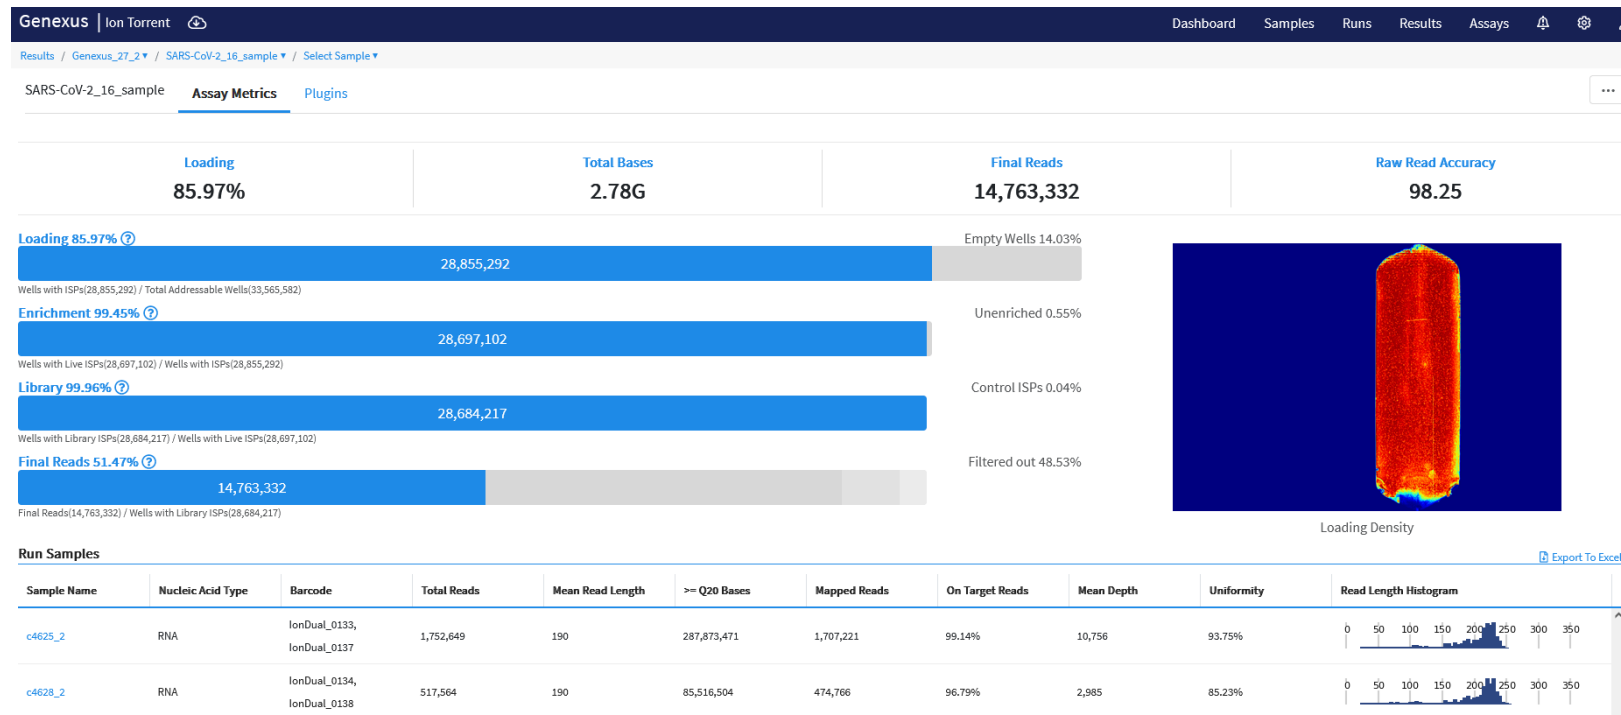 Genexus | Ion Torrent
Dashboard Samples Runs Results Assays
Results / Genexus_27_2 ▾ / SARS-CoV-2_16_sample ▾ / Select Sample ▾
SARS-CoV-2_16_sample Assay Metrics Plugins
...
Loading Total Bases Final Reads Raw Read Accuracy
85.97% 2.78G 14,763,332 98.25
Loading 85.97% ? Empty Wells 14.03%
28,855,292
Wells with ISPs(28,855,292) / Total Addressable Wells(33,565,582)
Enrichment 99.45% ? Unenriched 0.55%
28,697,102
Wells with Live ISPs(28,697,102) / Wells with ISPs(28,855,292)
Library 99.96% ? Control ISPs 0.04%
28,684,217
Wells with Library ISPs(28,684,217) / Wells with Live ISPs(28,697,102)
Final Reads 51.47% ? Filtered out 48.53%
14,763,332
Final Reads(14,763,332) / Wells with Library ISPs(28,684,217)
Loading Density
Run Samples
Export To Excel
Sample Name Nucleic Acid Type Barcode Total Reads Mean Read Length >= Q20 Bases Mapped Reads On Target Reads Mean Depth Uniformity Read Length Histogram
c4625_2 RNA IonDual_0133, 1,752,649 190 287,873,471 1,707,221 99.14% 10,756 93.75% 0 50 100 150 200 250 300 350
IonDual_0137
c4628_2 RNA IonDual_0134, 517,564 190 85,516,504 474,766 96.79% 2,985 85.23% 0 50 100 150 200 250 300 350
IonDual_0138